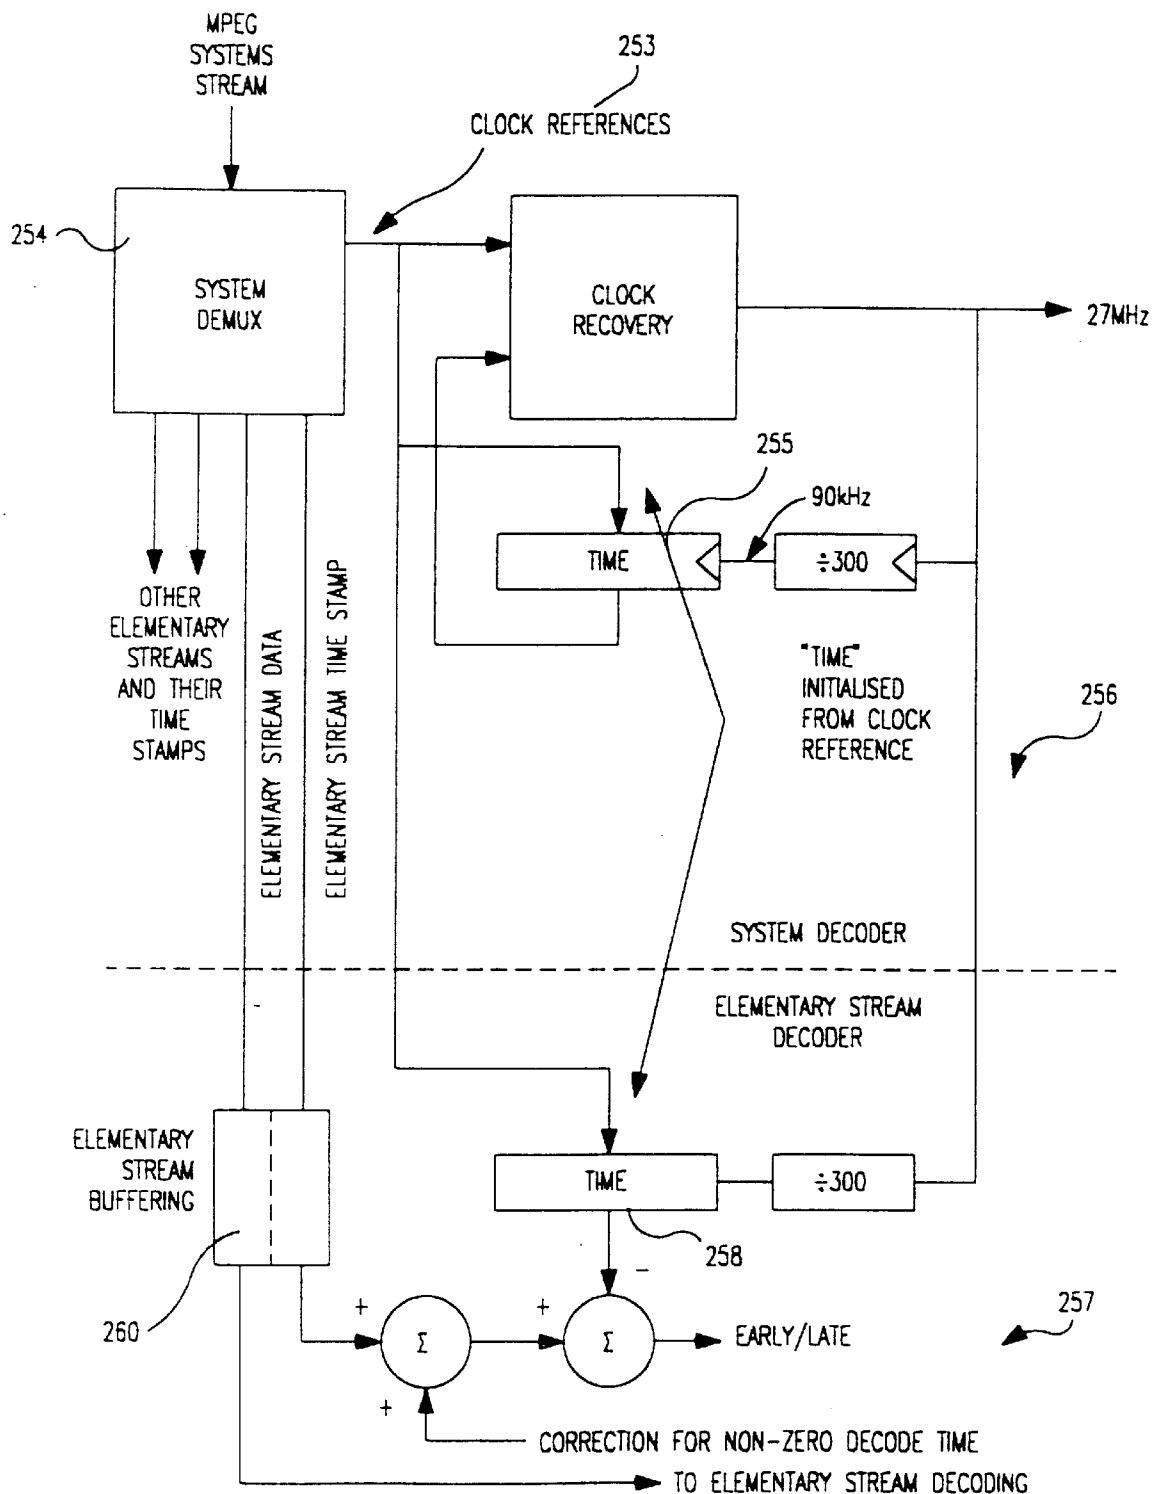 MPEG
SYSTEMS
STREAM
253
CLOCK REFERENCES
254
SYSTEM
DEMUX
CLOCK
RECOVERY
27MHz
255
90kHz
TIME
÷300
OTHER
ELEMENTARY
STREAMS
AND THEIR
TIME
STAMPS
ELEMENTARY STREAM DATA
ELEMENTARY STREAM TIME STAMP
"TIME"
INITIALISED
FROM CLOCK
REFERENCE
256
SYSTEM DECODER
ELEMENTARY STREAM
DECODER
ELEMENTARY
STREAM
BUFFERING
TIME
÷300
258
260
+
Σ
+
−
Σ
EARLY/LATE
257
+
CORRECTION FOR NON-ZERO DECODE TIME
TO ELEMENTARY STREAM DECODING